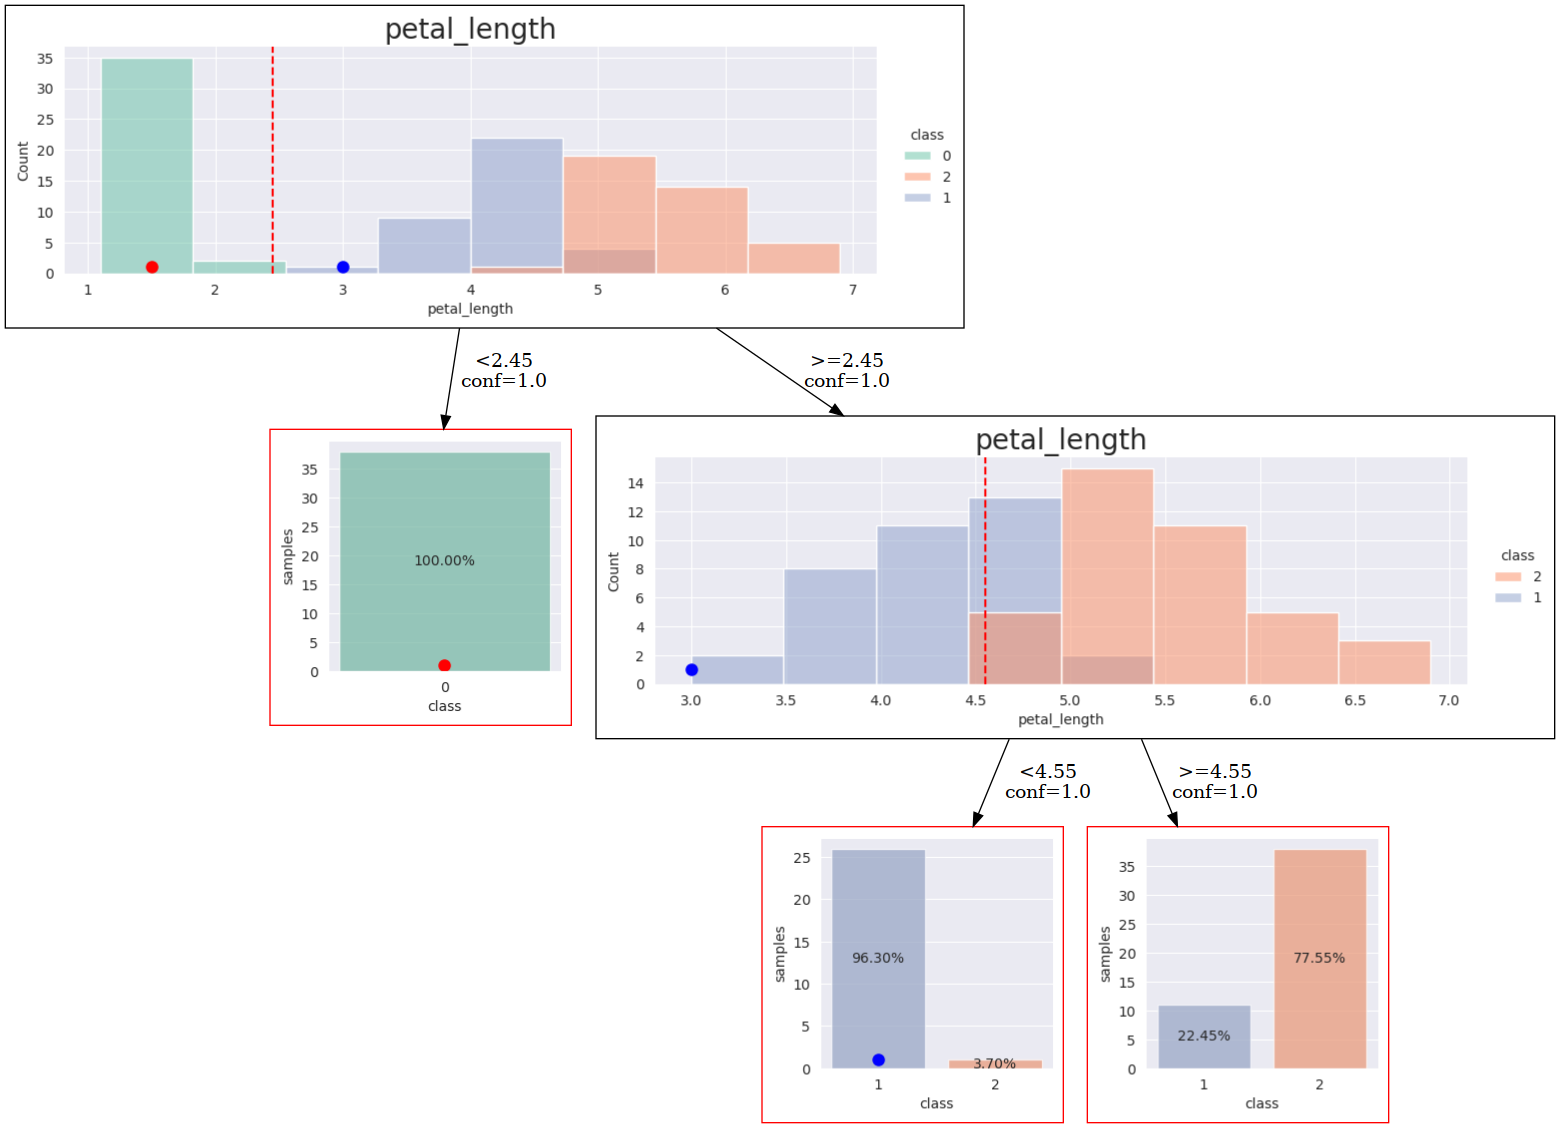 petal_length
35
30
25
20
15
10
5
0
Count
1 2 3 4 5 6 7
petal_length
class
0
2
1
<2.45
conf=1.0
>=2.45
conf=1.0
35
30
25
20
15
10
5
0
samples
100.00%
0
class
petal_length
14
12
10
8
6
4
2
0
Count
3.0 3.5 4.0 4.5 5.0 5.5 6.0 6.5 7.0
petal_length
class
2
1
<4.55
conf=1.0
>=4.55
conf=1.0
25
20
15
10
5
0
samples
96.30%
3.70%
1 2
class
35
30
25
20
15
10
5
0
samples
77.55%
22.45%
1 2
class